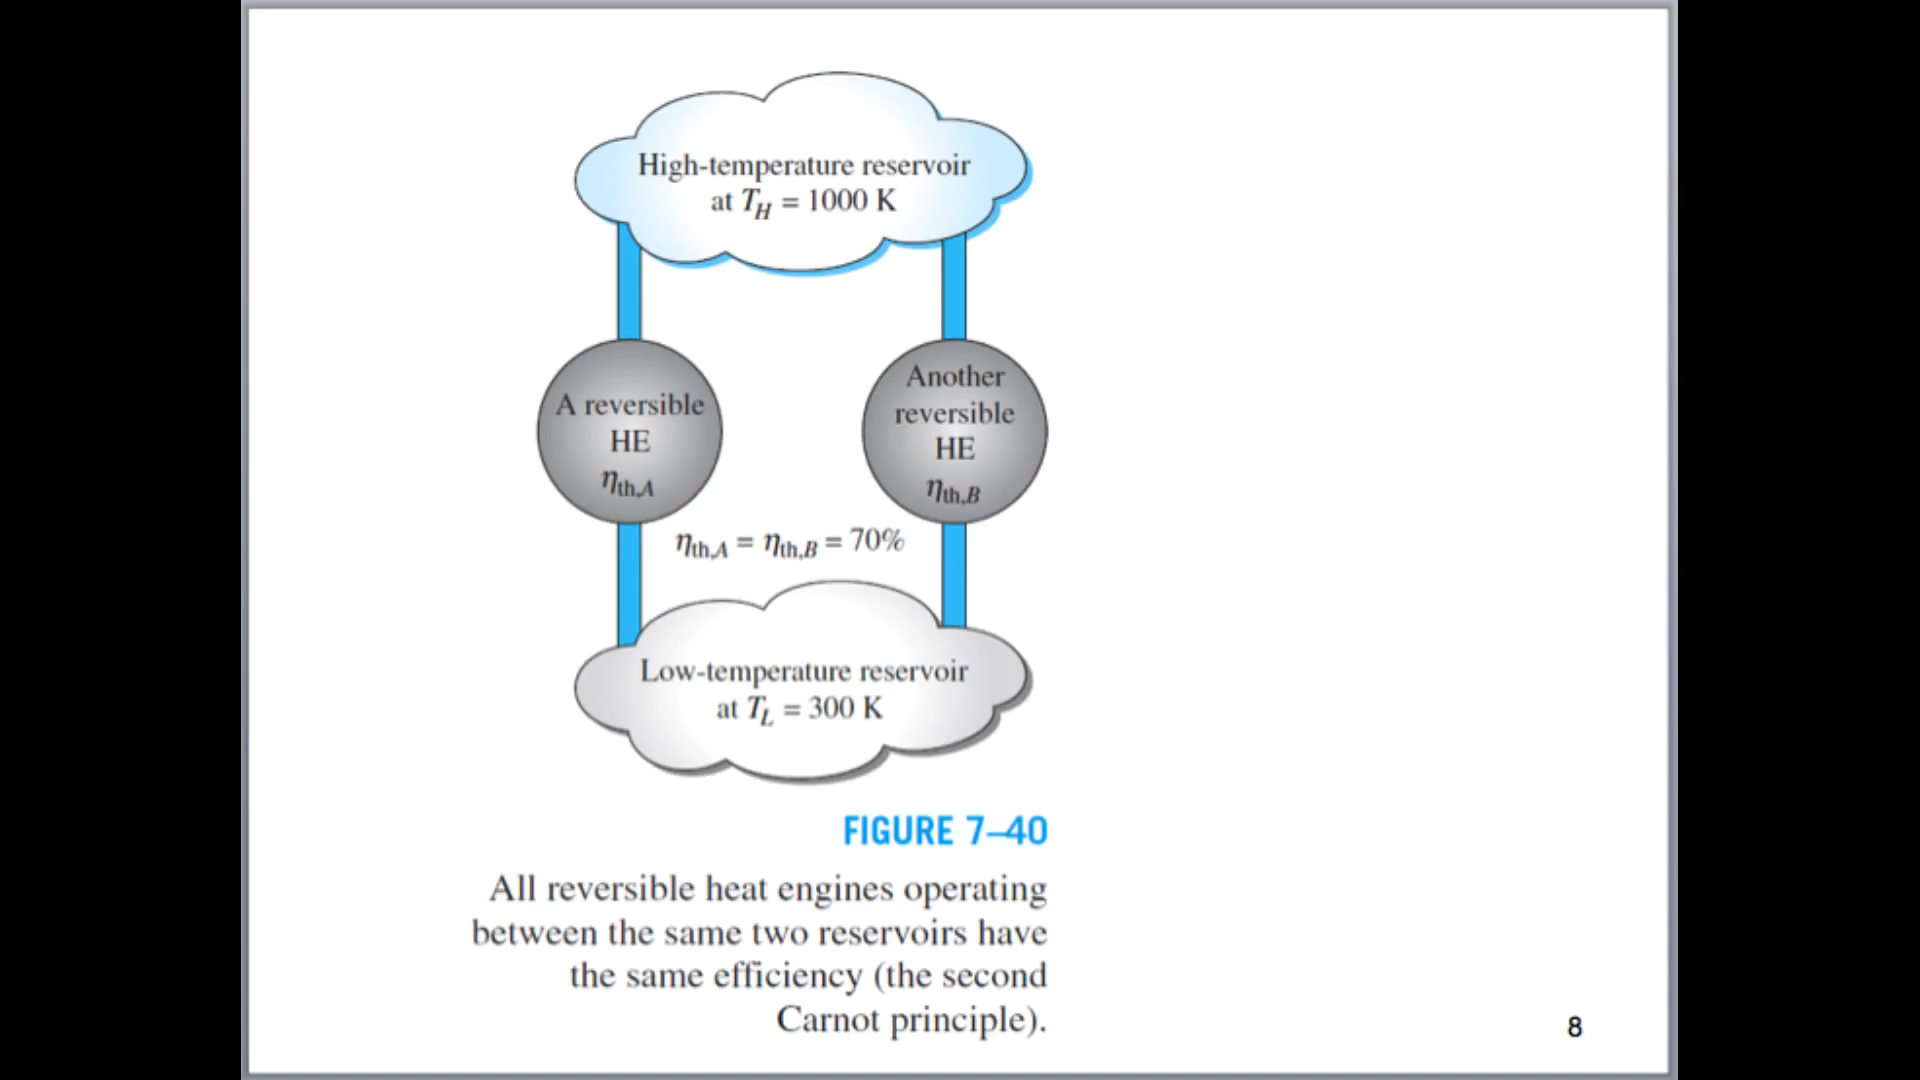 High-temperature reservoir
at T_H = 1000 K
A reversible
HE
η_th,A
Another
reversible
HE
η_th,B
η_th,A = η_th,B = 70%
Low-temperature reservoir
at T_L = 300 K
FIGURE 7–40
All reversible heat engines operating
between the same two reservoirs have
the same efficiency (the second
Carnot principle).
8